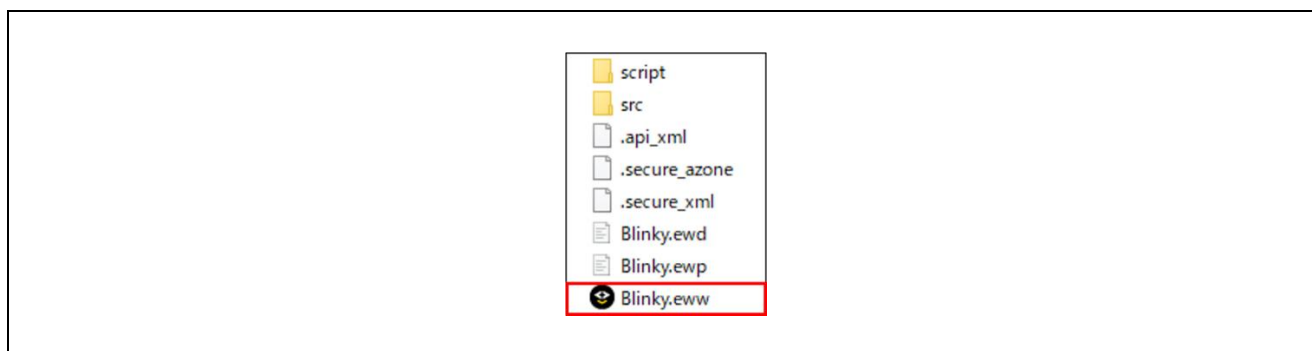 script
src
.api_xml
.secure_azone
.secure_xml
Blinky.ewd
Blinky.ewp
Blinky.eww